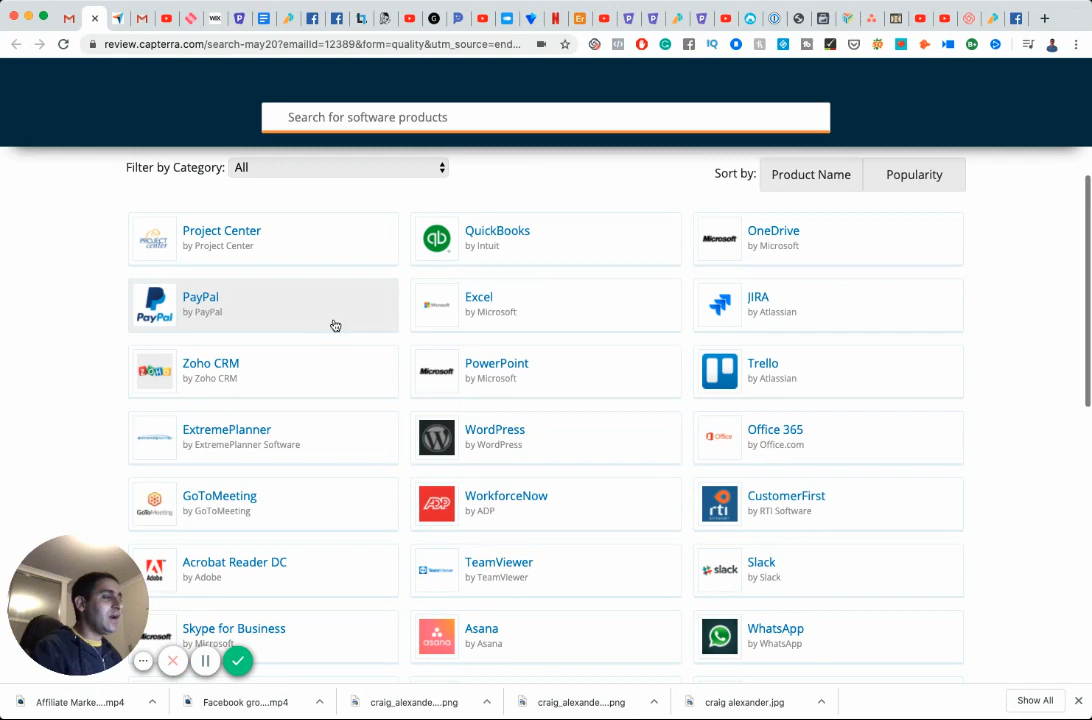 review.capterra.com/search-may20?emailId=12389&form=quality&utm_source=end...
Search for software products
Filter by Category: All
Sort by: Product Name Popularity
Project Center
by Project Center
QuickBooks
by Intuit
OneDrive
by Microsoft
PayPal
by PayPal
Excel
by Microsoft
JIRA
by Atlassian
Zoho CRM
by Zoho CRM
PowerPoint
by Microsoft
Trello
by Atlassian
ExtremePlanner
by ExtremePlanner Software
WordPress
by WordPress
Office 365
by Office.com
GoToMeeting
by GoToMeeting
WorkforceNow
by ADP
CustomerFirst
by RTI Software
Acrobat Reader DC
by Adobe
TeamViewer
by TeamViewer
Slack
by Slack
Skype for Business
by Microsoft
Asana
by Asana
WhatsApp
by WhatsApp
Affiliate Marke....mp4
Facebook gro....mp4
craig_alexande....png
craig_alexande....png
craig alexander.jpg
Show All